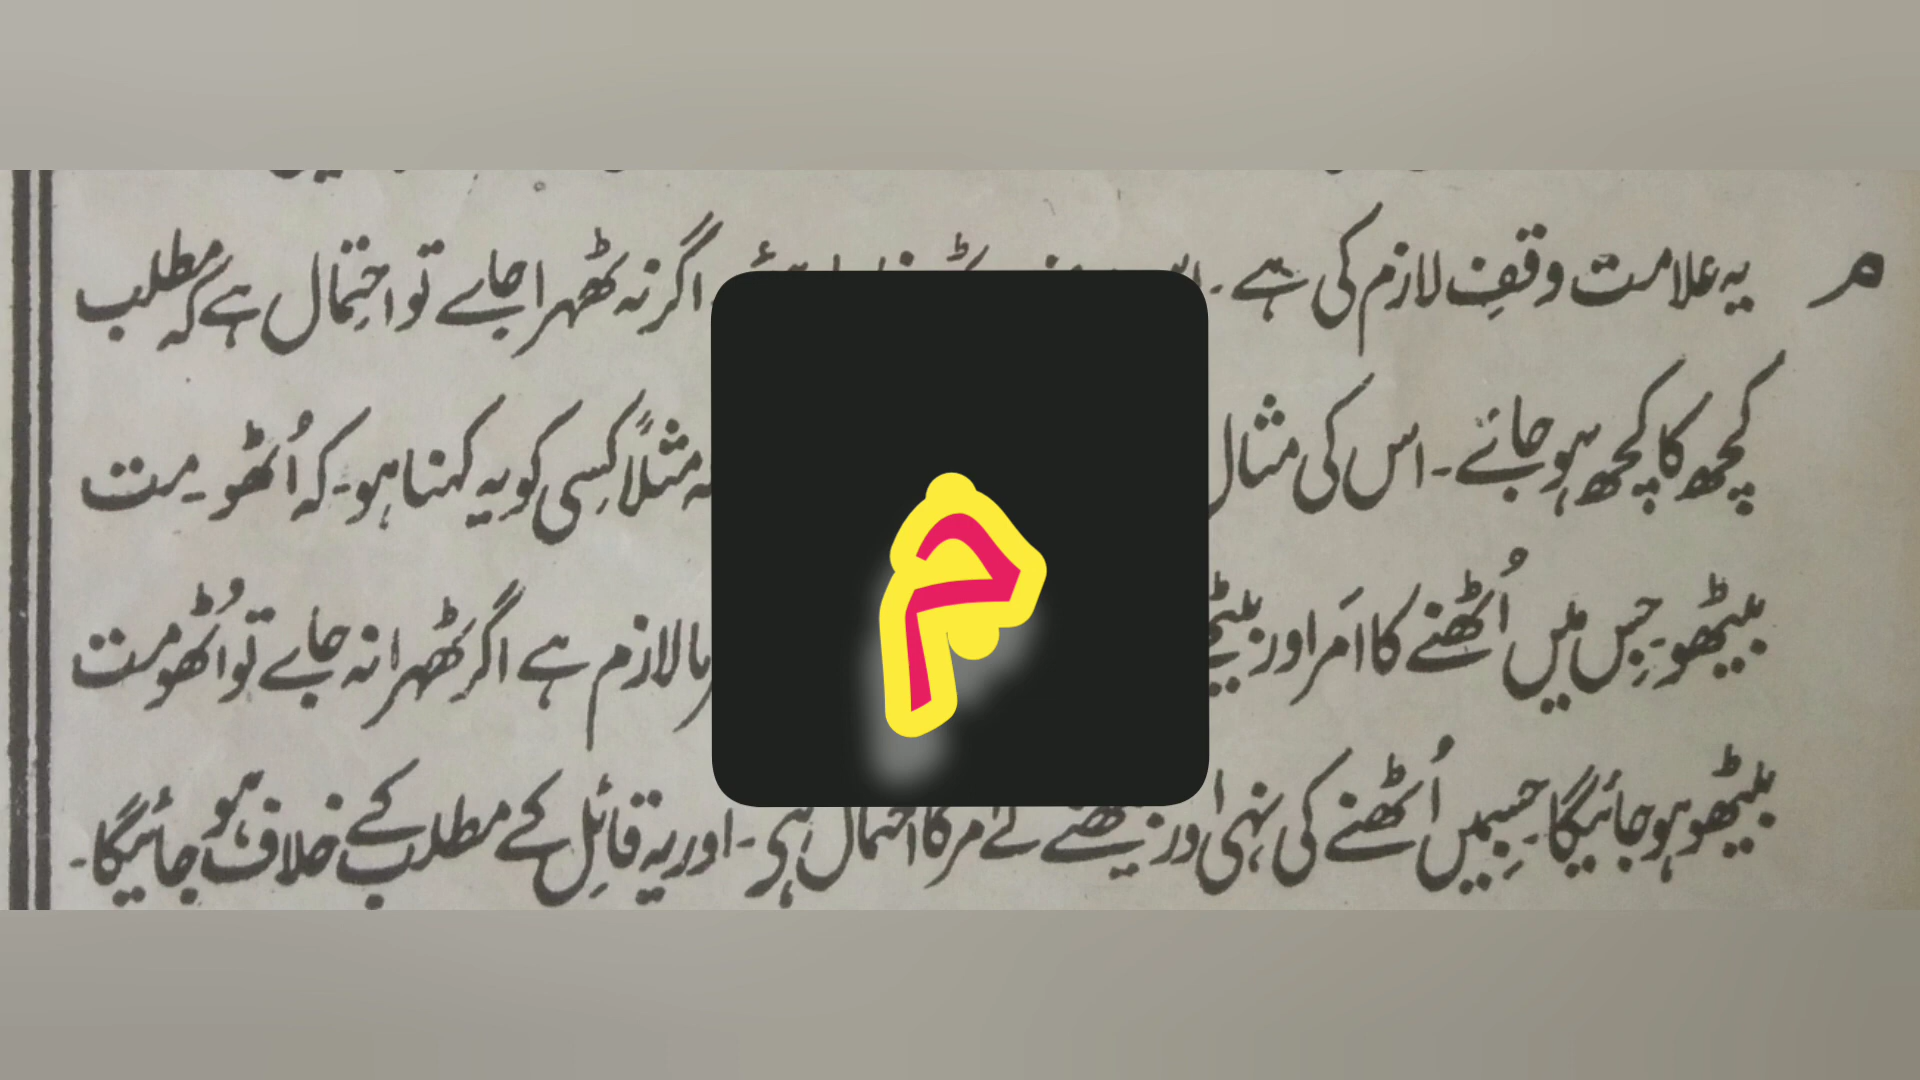 م یہ علامت وقفِ لازم کی ہے۔ اگر نہ ٹھہرا جاے تو احتمال ہے کہ مطلب
کچھ کا کچھ ہو جائے۔ اس کی مثال مثلاً کسی کو یہ کہنا ہو۔ کہ اُٹھو۔ مت
بیٹھو۔ جس میں اُٹھنے کا امر اور لازم ہے اگر ٹھہرا نہ جاے تو اُٹھو مت
بیٹھو ہو جائیگا۔ جسمیں اُٹھنے کی نہی اور بیٹھنے کے امر کا احتمال ہی۔ اور یہ قائل کے مطلب کے خلاف ہو جائیگا۔
م